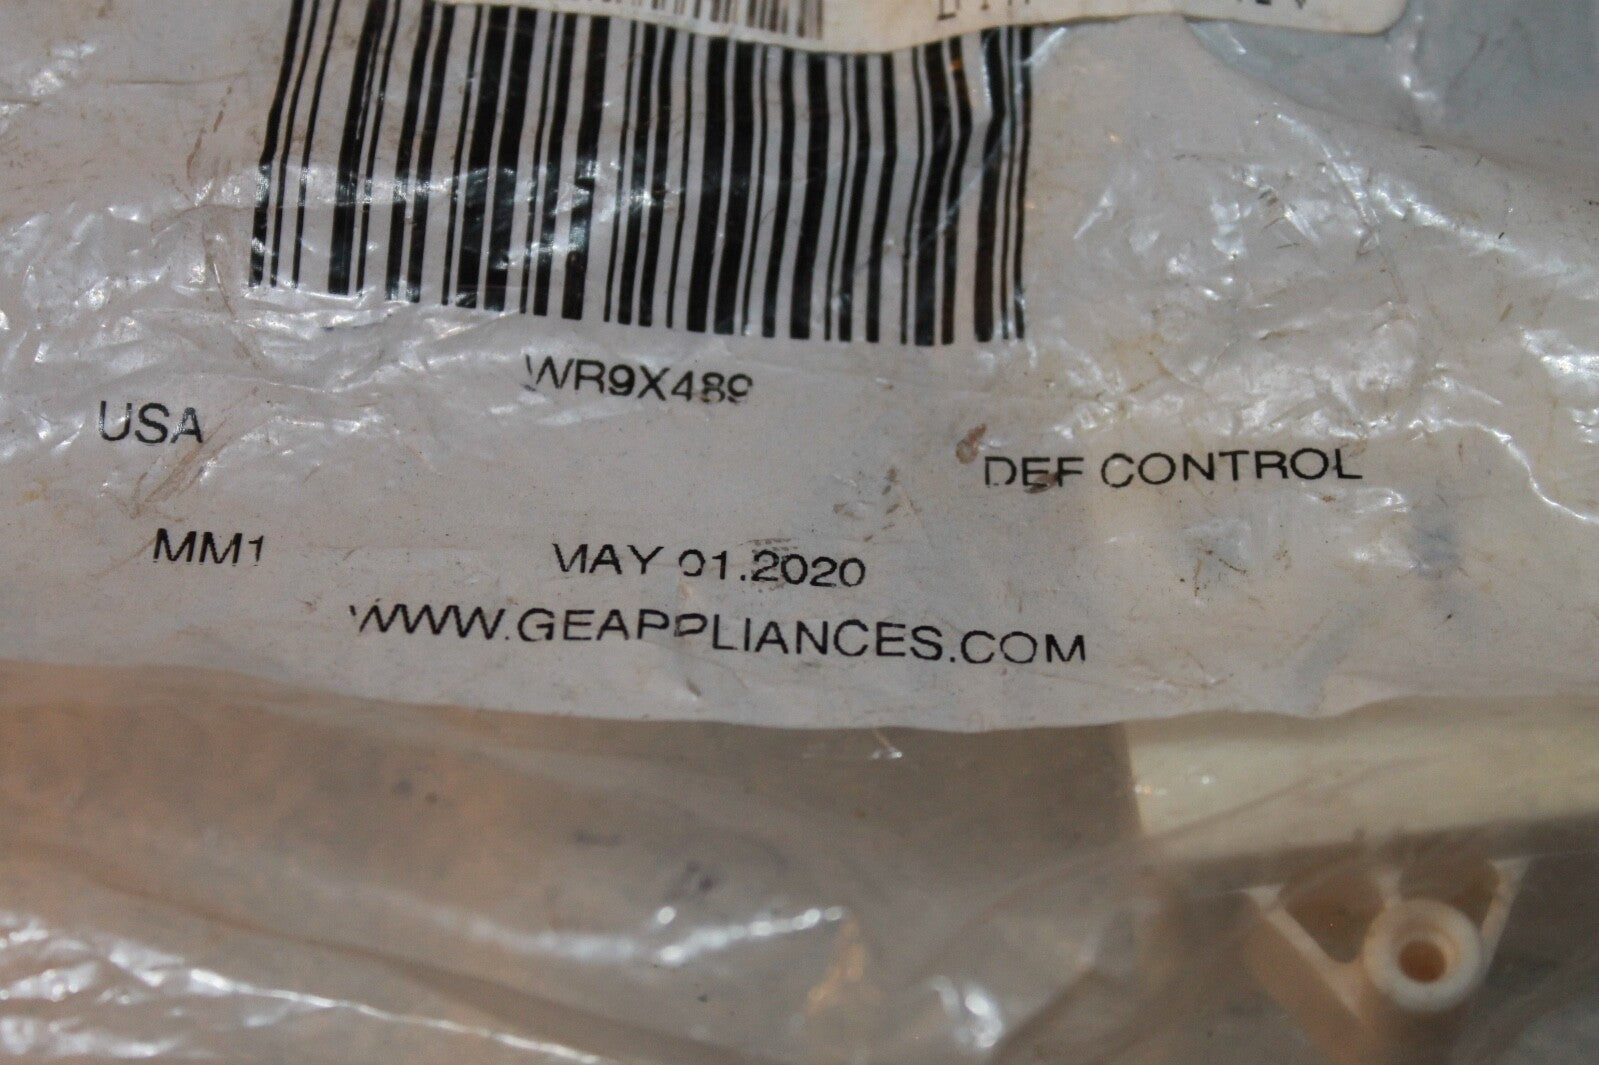 WR9X489
USA
DEF CONTROL
MM1
MAY 01.2020
WWW.GEAPPLIANCES.COM